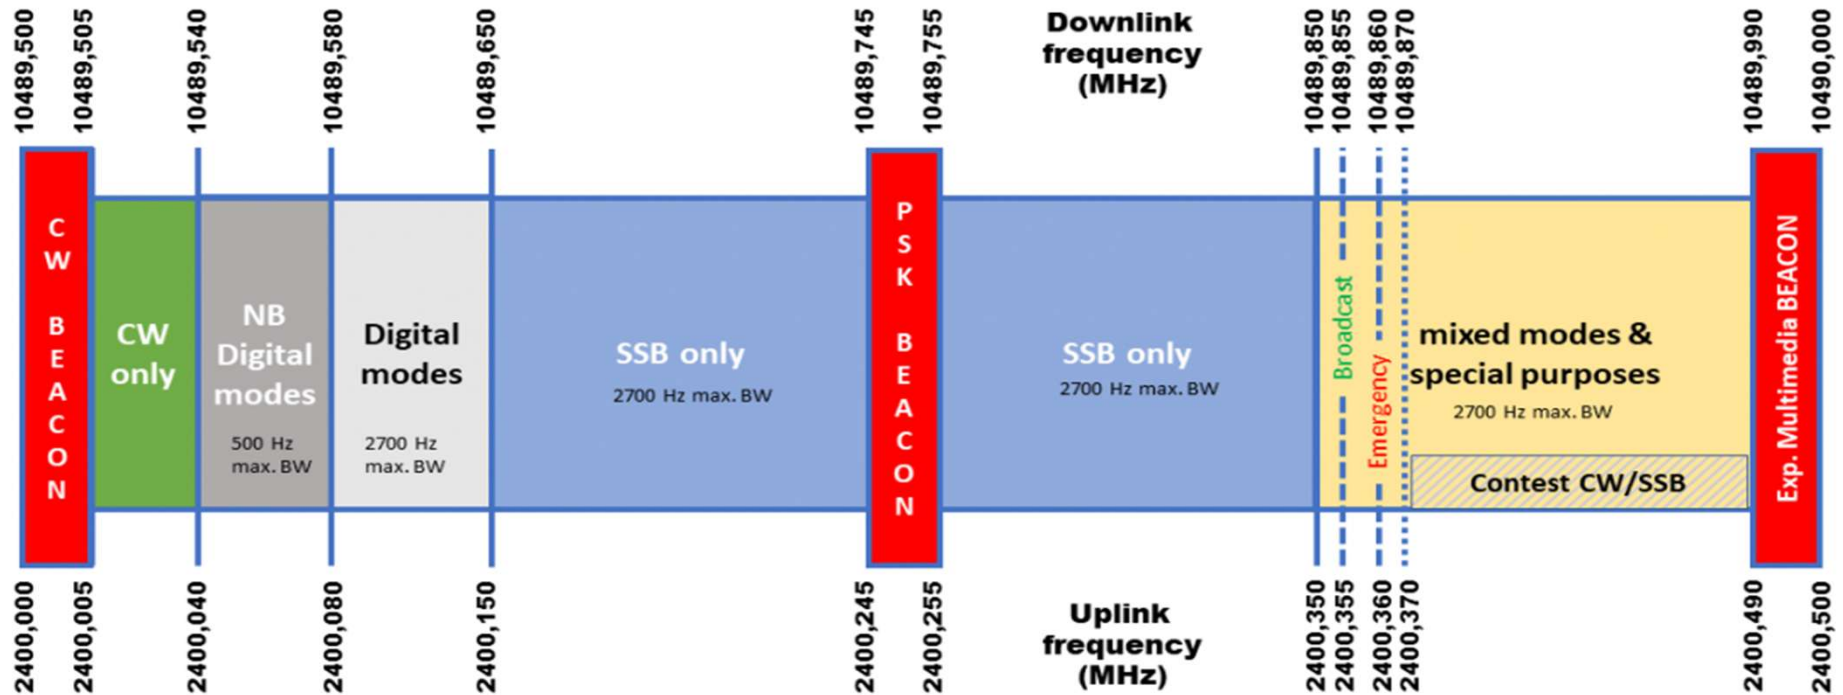 10489,500
10489,505
10489,540
10489,580
10489,650
10489,745
10489,755
Downlink
frequency
(MHz)
10489,850
10489,855
10489,860
10489,870
10489,990
10490,000
CW BEACON
CW
only
NB
Digital
modes
500 Hz
max. BW
Digital
modes
2700 Hz
max. BW
SSB only
2700 Hz max. BW
PSK BEACON
SSB only
2700 Hz max. BW
Broadcast
Emergency
mixed modes &
special purposes
2700 Hz max. BW
Contest CW/SSB
Exp. Multimedia BEACON
2400,000
2400,005
2400,040
2400,080
2400,150
2400,245
2400,255
Uplink
frequency
(MHz)
2400,350
2400,355
2400,360
2400,370
2400,490
2400,500